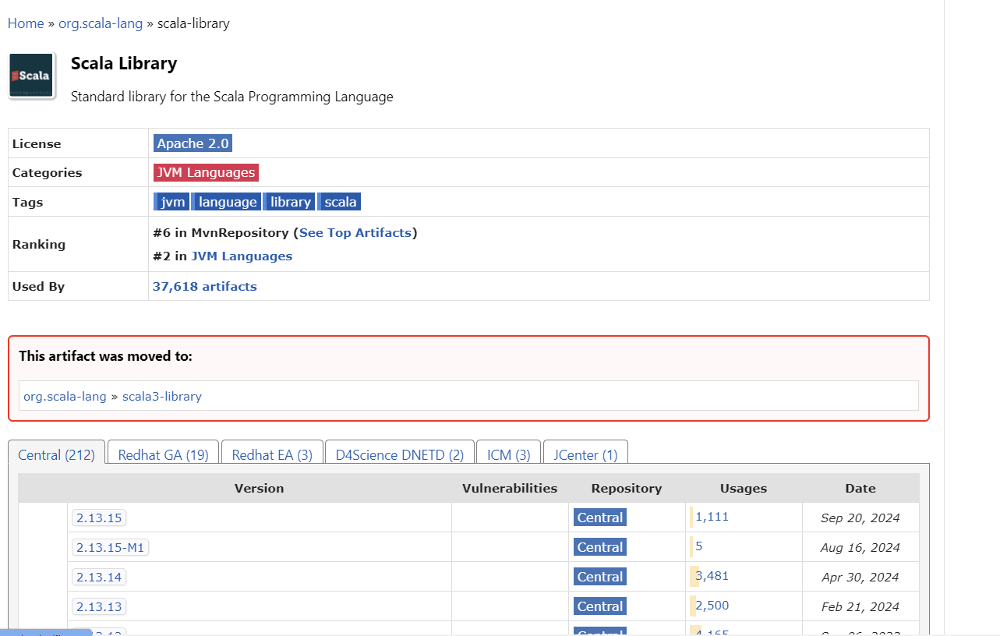 Home » org.scala-lang » scala-library
Scala
Scala Library
Standard library for the Scala Programming Language
License Apache 2.0
Categories JVM Languages
Tags jvm language library scala
Ranking #6 in MvnRepository (See Top Artifacts)
#2 in JVM Languages
Used By 37,618 artifacts
This artifact was moved to:
org.scala-lang » scala3-library
Central (212) Redhat GA (19) Redhat EA (3) D4Science DNETD (2) ICM (3) JCenter (1)
Version Vulnerabilities Repository Usages Date
2.13.15 Central 1,111 Sep 20, 2024
2.13.15-M1 Central 5 Aug 16, 2024
2.13.14 Central 3,481 Apr 30, 2024
2.13.13 Central 2,500 Feb 21, 2024
Central 4,165